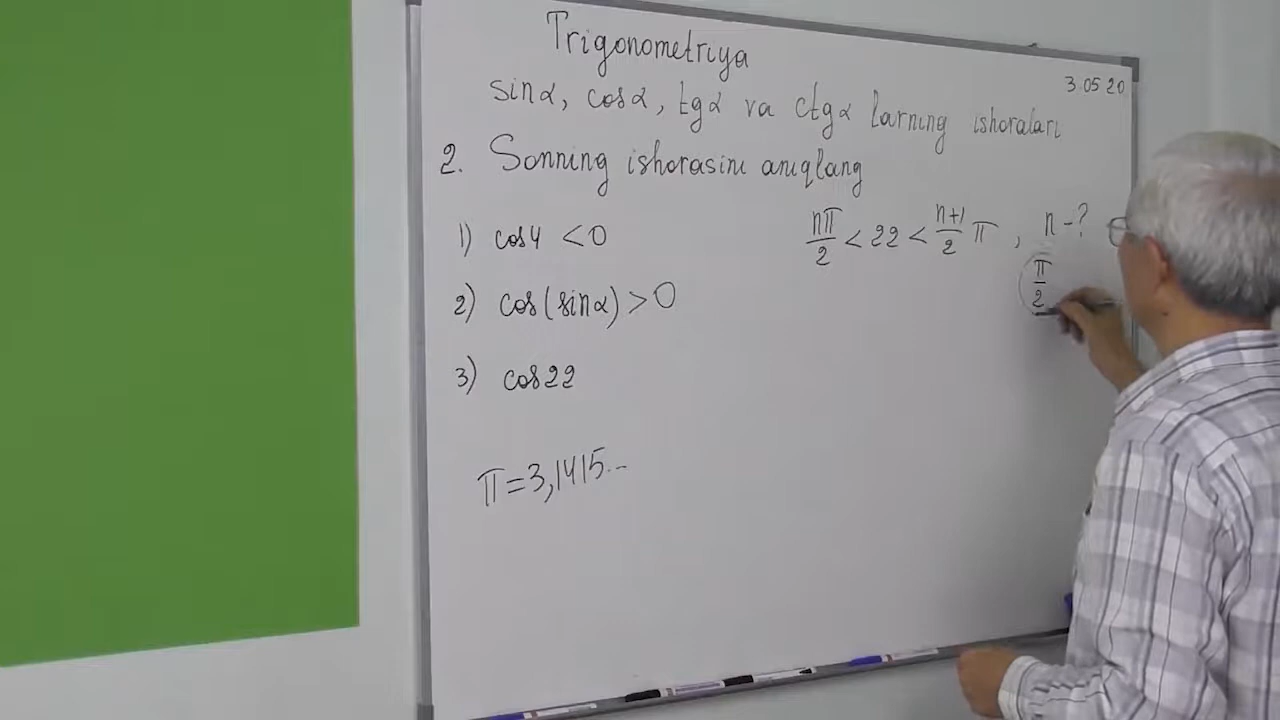 Trigonometriya
3.05 20
sinα, cosα, tgα va ctgα larning ishoralari
2. Sonning ishorasini aniqlang
1) cos4 < 0
nπ/2 < 22 < n+1/2 π , n-?
π/2
2) cos(sinα) > 0
3) cos22
π=3,1415...